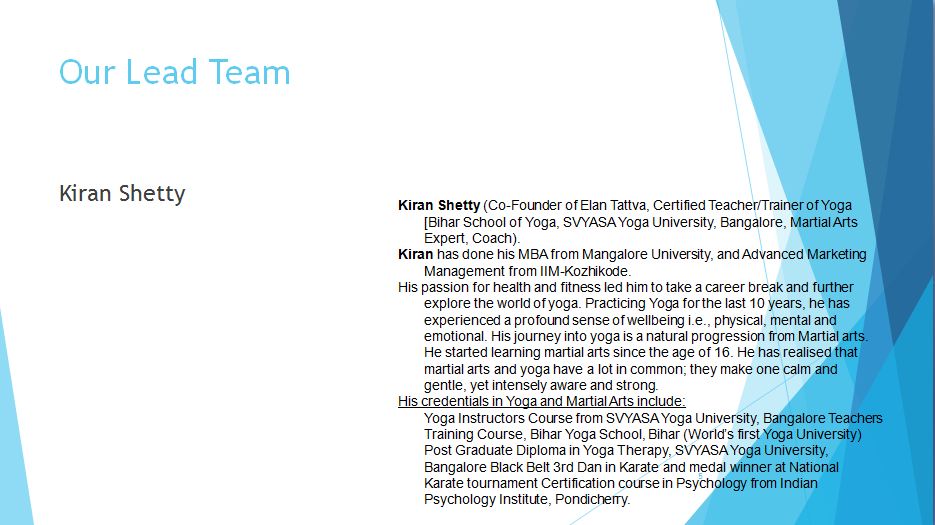 Our Lead Team
Kiran Shetty
Kiran Shetty (Co-Founder of Elan Tattva, Certified Teacher/Trainer of Yoga
[Bihar School of Yoga, SVYASA Yoga University, Bangalore, Martial Arts
Expert, Coach).
Kiran has done his MBA from Mangalore University, and Advanced Marketing
Management from IIM-Kozhikode.
His passion for health and fitness led him to take a career break and further
explore the world of yoga. Practicing Yoga for the last 10 years, he has
experienced a profound sense of wellbeing i.e., physical, mental and
emotional. His journey into yoga is a natural progression from Martial arts.
He started learning martial arts since the age of 16. He has realised that
martial arts and yoga have a lot in common; they make one calm and
gentle, yet intensely aware and strong.
His credentials in Yoga and Martial Arts include:
Yoga Instructors Course from SVYASA Yoga University, Bangalore Teachers
Training Course, Bihar Yoga School, Bihar (World's first Yoga University)
Post Graduate Diploma in Yoga Therapy, SVYASA Yoga University,
Bangalore Black Belt 3rd Dan in Karate and medal winner at National
Karate tournament Certification course in Psychology from Indian
Psychology Institute, Pondicherry.